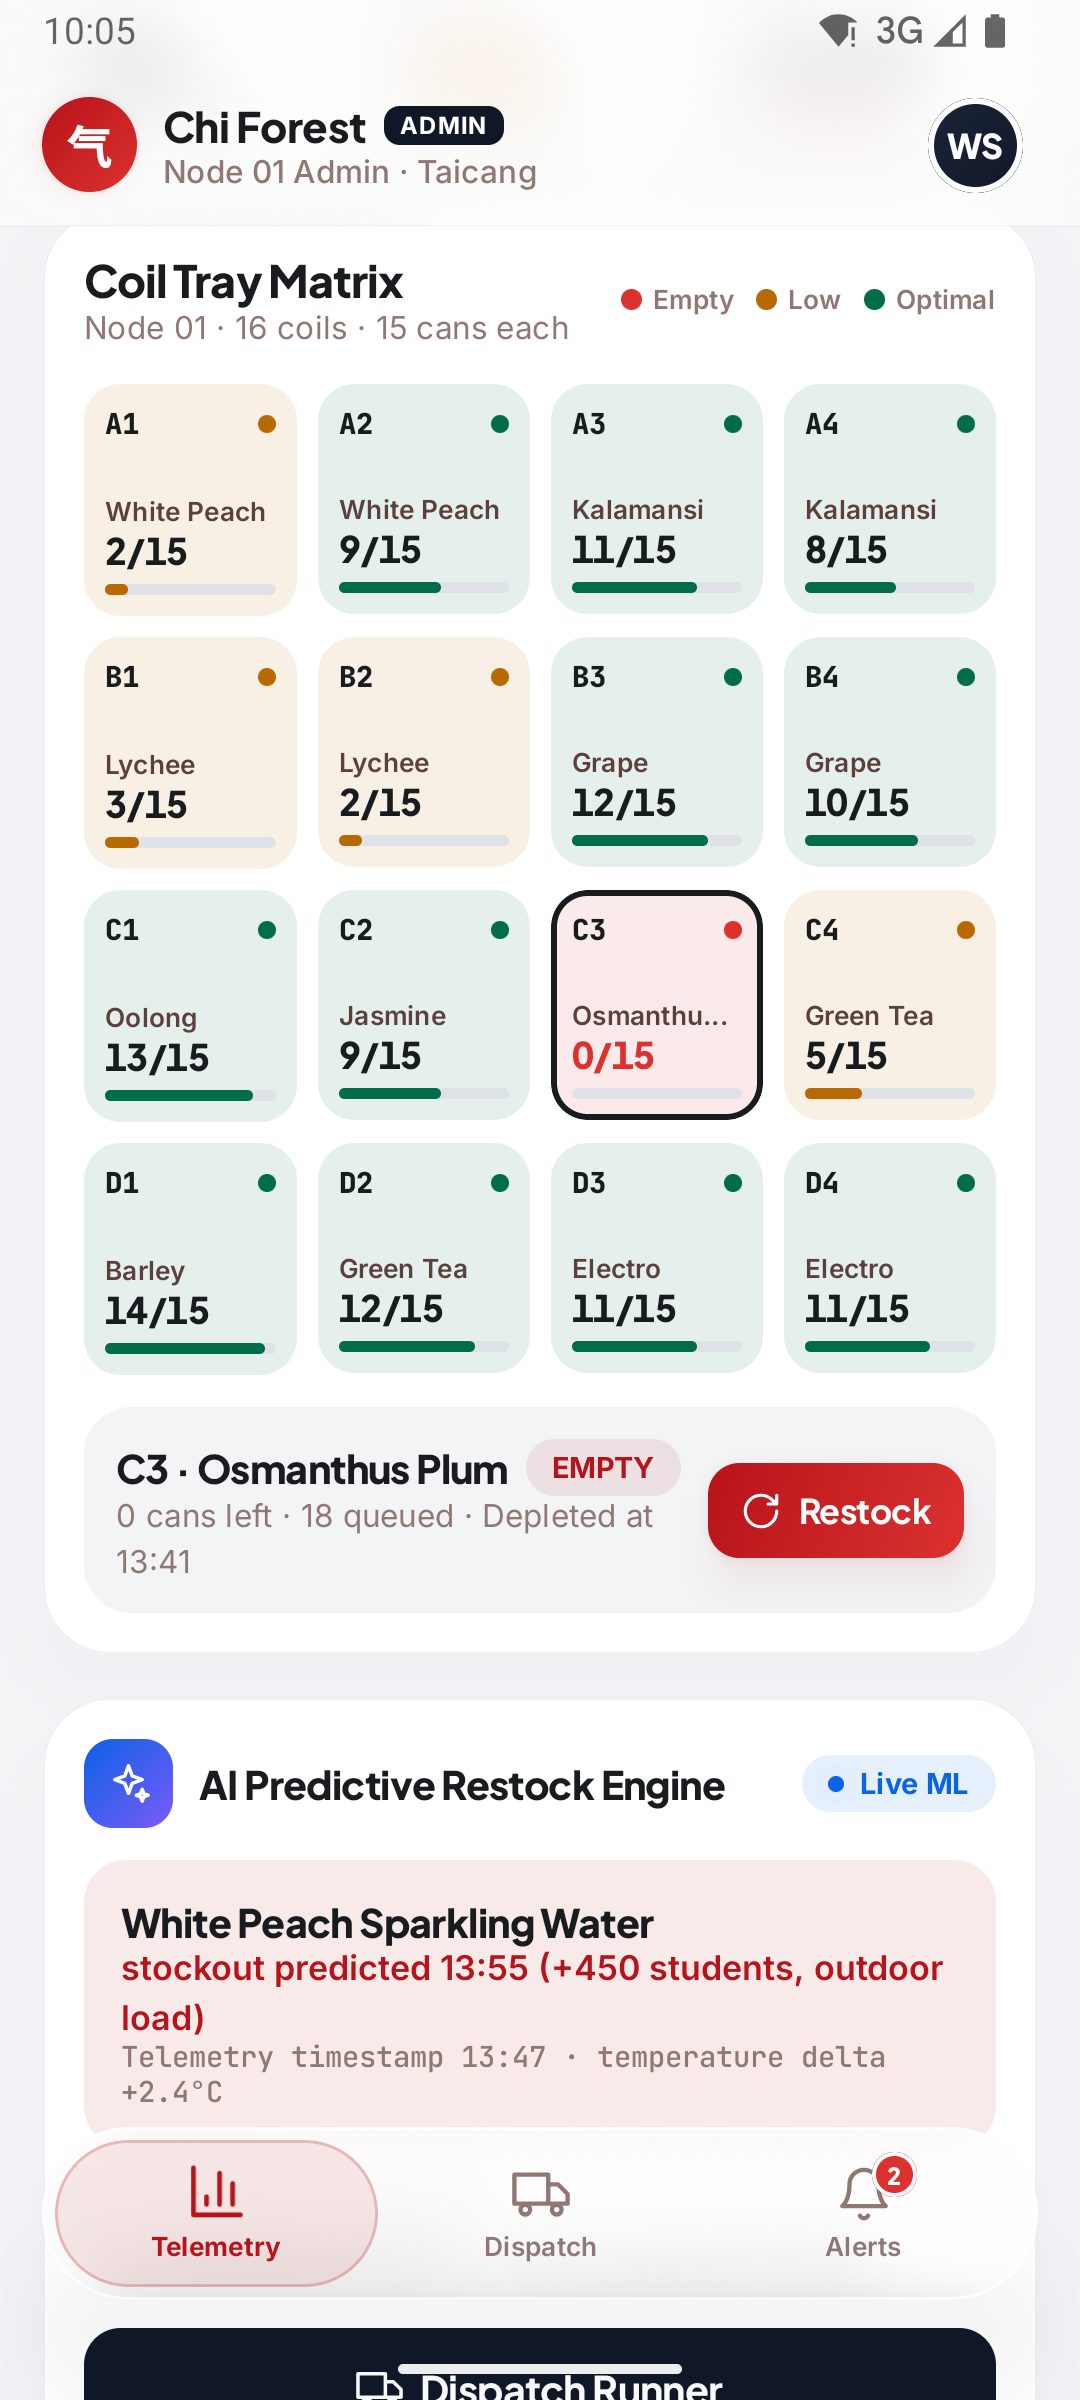 10:05
3G
气
Chi Forest
ADMIN
Node 01 Admin · Taicang
WS
Coil Tray Matrix
Node 01 · 16 coils · 15 cans each
Empty
Low
Optimal
A1
White Peach
2/15
A2
White Peach
9/15
A3
Kalamansi
11/15
A4
Kalamansi
8/15
B1
Lychee
3/15
B2
Lychee
2/15
B3
Grape
12/15
B4
Grape
10/15
C1
Oolong
13/15
C2
Jasmine
9/15
C3
Osmanthu...
0/15
C4
Green Tea
5/15
D1
Barley
14/15
D2
Green Tea
12/15
D3
Electro
11/15
D4
Electro
11/15
C3 · Osmanthus Plum
EMPTY
0 cans left · 18 queued · Depleted at
13:41
Restock
AI Predictive Restock Engine
Live ML
White Peach Sparkling Water
stockout predicted 13:55 (+450 students, outdoor
load)
Telemetry timestamp 13:47 · temperature delta
+2.4°C
Telemetry
Dispatch
2
Alerts
Dispatch Runner